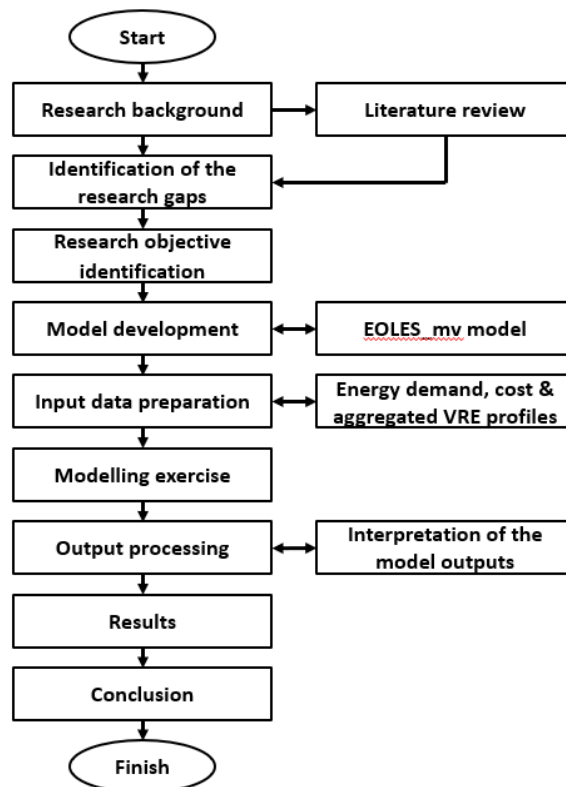 Start
Research background
Literature review
Identification of the
research gaps
Research objective
identification
Model development
EOLES_mv model
Input data preparation
Energy demand, cost &
aggregated VRE profiles
Modelling exercise
Output processing
Interpretation of the
model outputs
Results
Conclusion
Finish